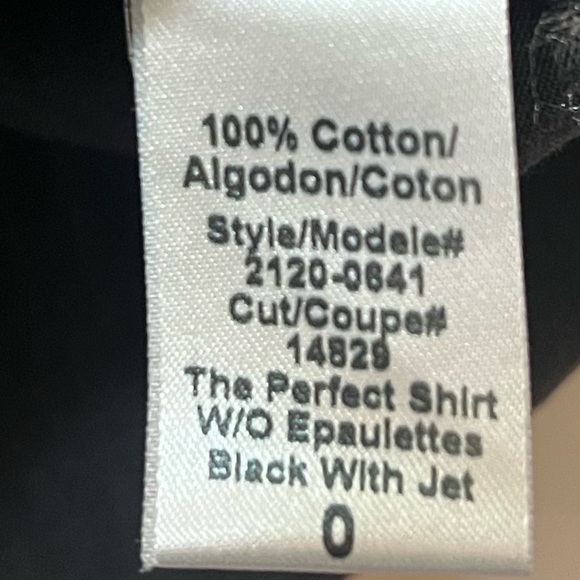 100% Cotton/
Algodon/Coton
Style/Modele#
2120-0641
Cut/Coupe#
14829
The Perfect Shirt
W/O Epaulettes
Black With Jet
0